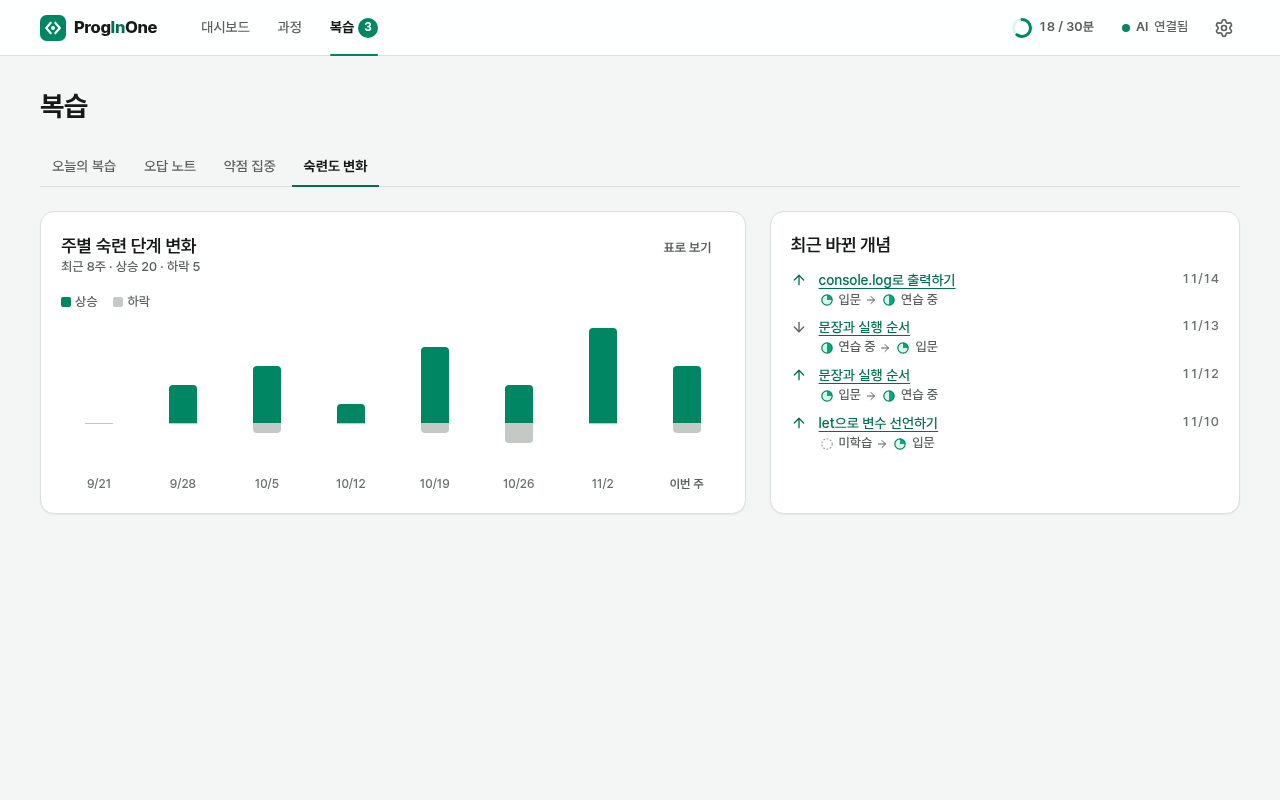 ProgInOne
대시보드
과정
복습 3
18 / 30분
AI 연결됨
복습
오늘의 복습
오답 노트
약점 집중
숙련도 변화
주별 숙련 단계 변화
최근 8주 · 상승 20 · 하락 5
표로 보기
상승
하락
9/21
9/28
10/5
10/12
10/19
10/26
11/2
이번 주
최근 바뀐 개념
↑ console.log로 출력하기 11/14
입문 → 연습 중
↓ 문장과 실행 순서 11/13
연습 중 → 입문
↑ 문장과 실행 순서 11/12
입문 → 연습 중
↑ let으로 변수 선언하기 11/10
미학습 → 입문